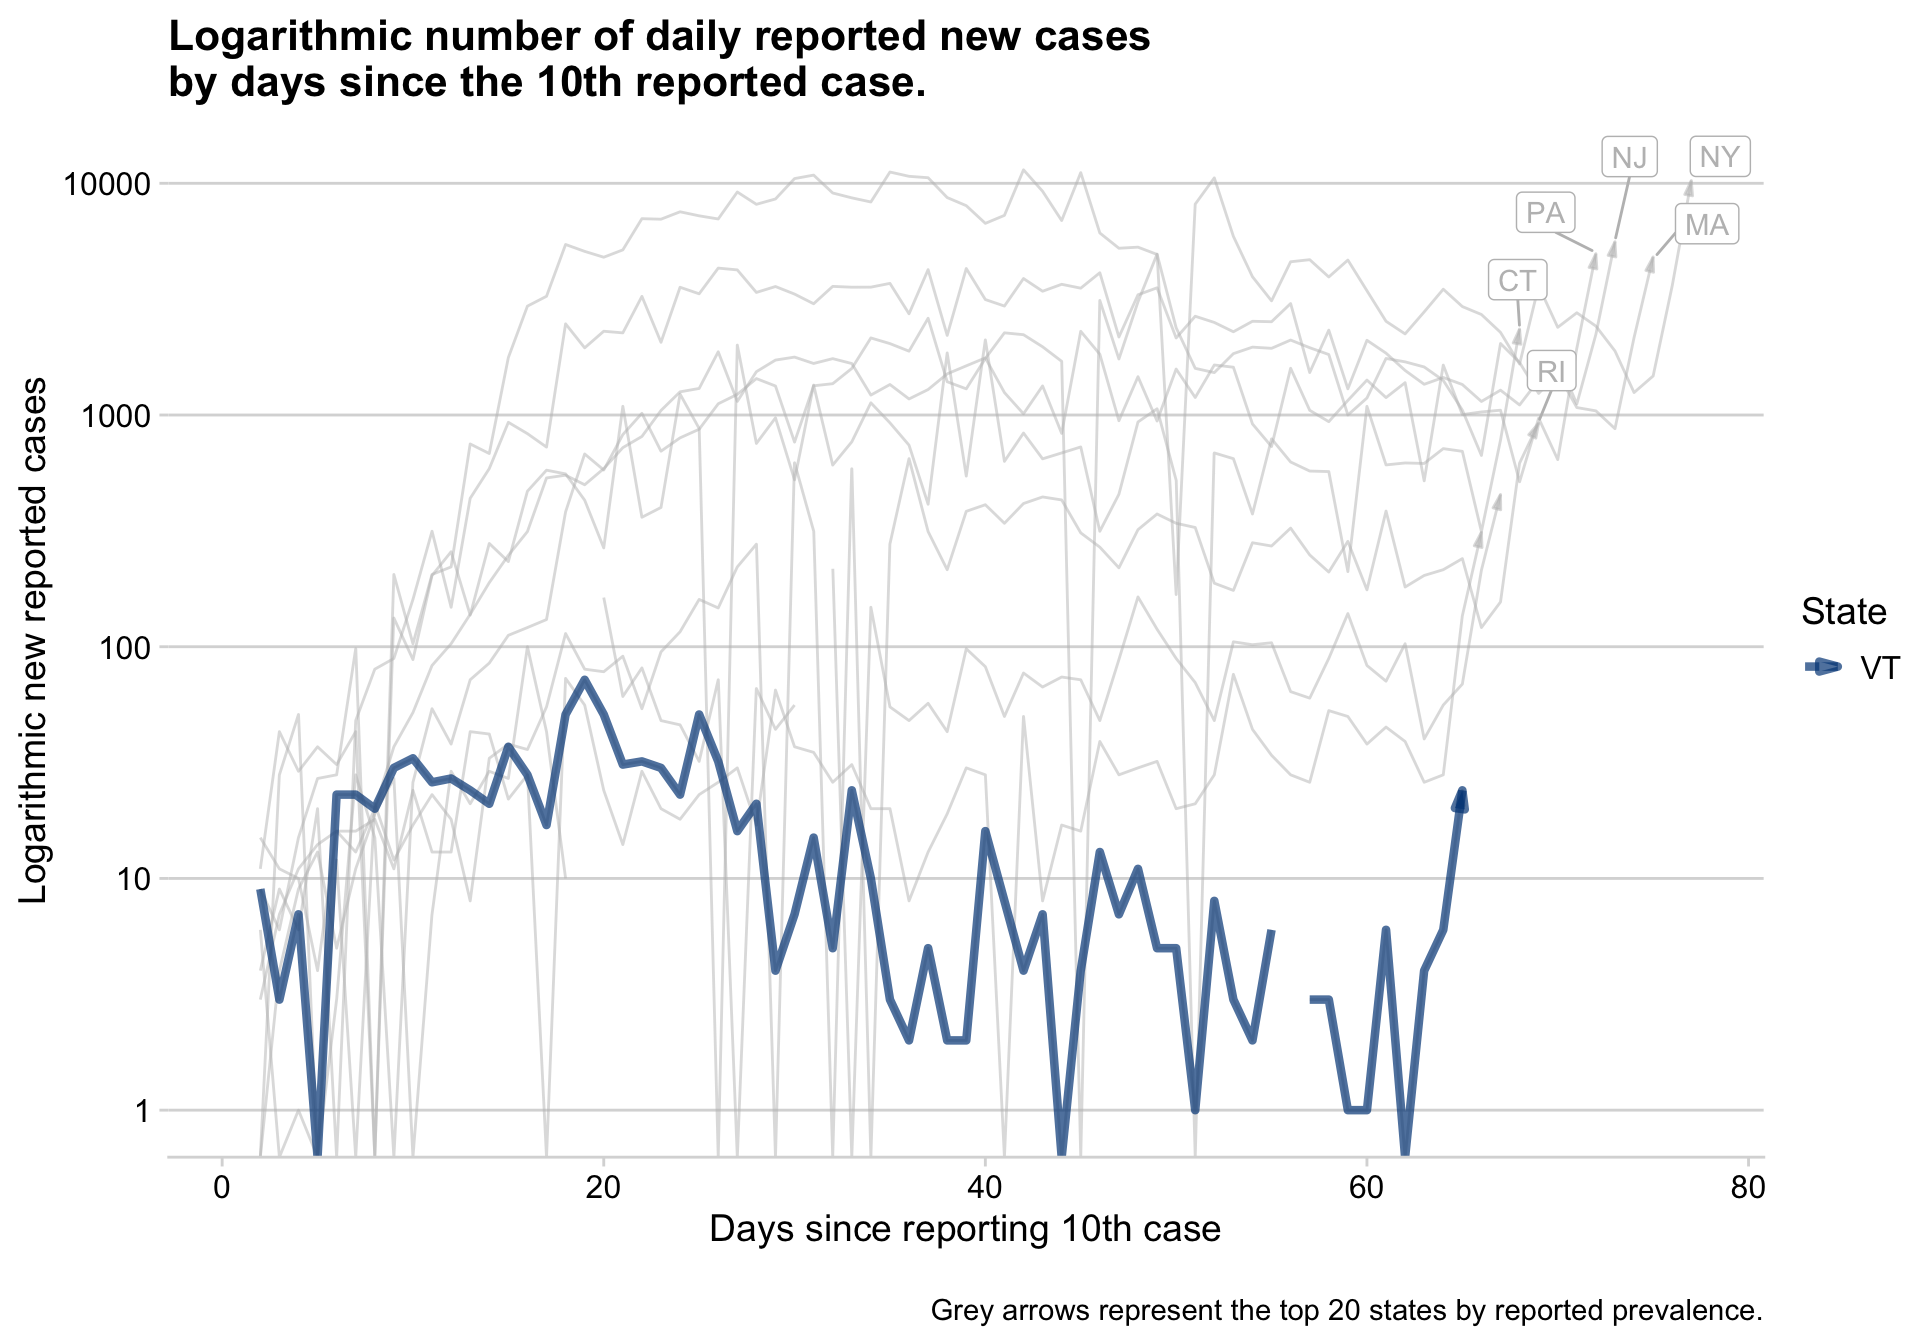 Logarithmic number of daily reported new cases
by days since the 10th reported case.
NJ
NY
PA
MA
CT
RI
10000
1000
100
10
1
Logarithmic new reported cases
0
20
40
60
80
Days since reporting 10th case
State
VT
Grey arrows represent the top 20 states by reported prevalence.